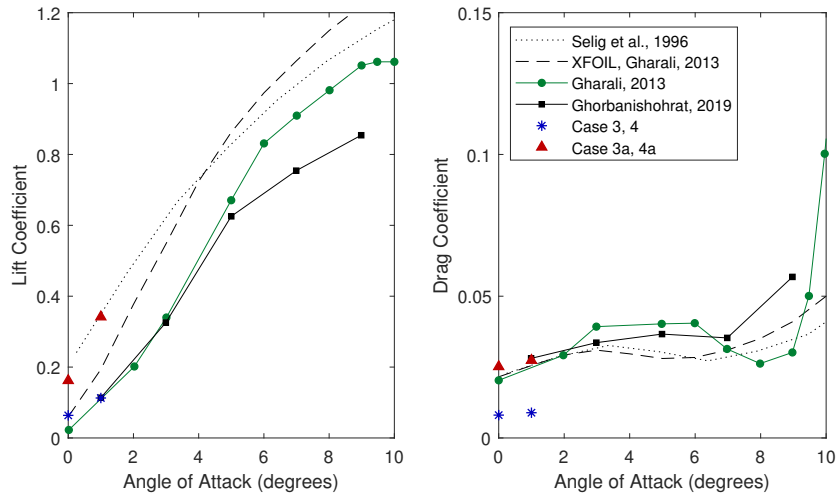 1.2
1
0.8
0.6
0.4
0.2
0
Lift Coefficient
0 2 4 6 8 10
Angle of Attack (degrees)
0.15
0.1
0.05
0
Drag Coefficient
0 2 4 6 8 10
Angle of Attack (degrees)
Selig et al., 1996
XFOIL, Gharali, 2013
Gharali, 2013
Ghorbanishohrat, 2019
Case 3, 4
Case 3a, 4a